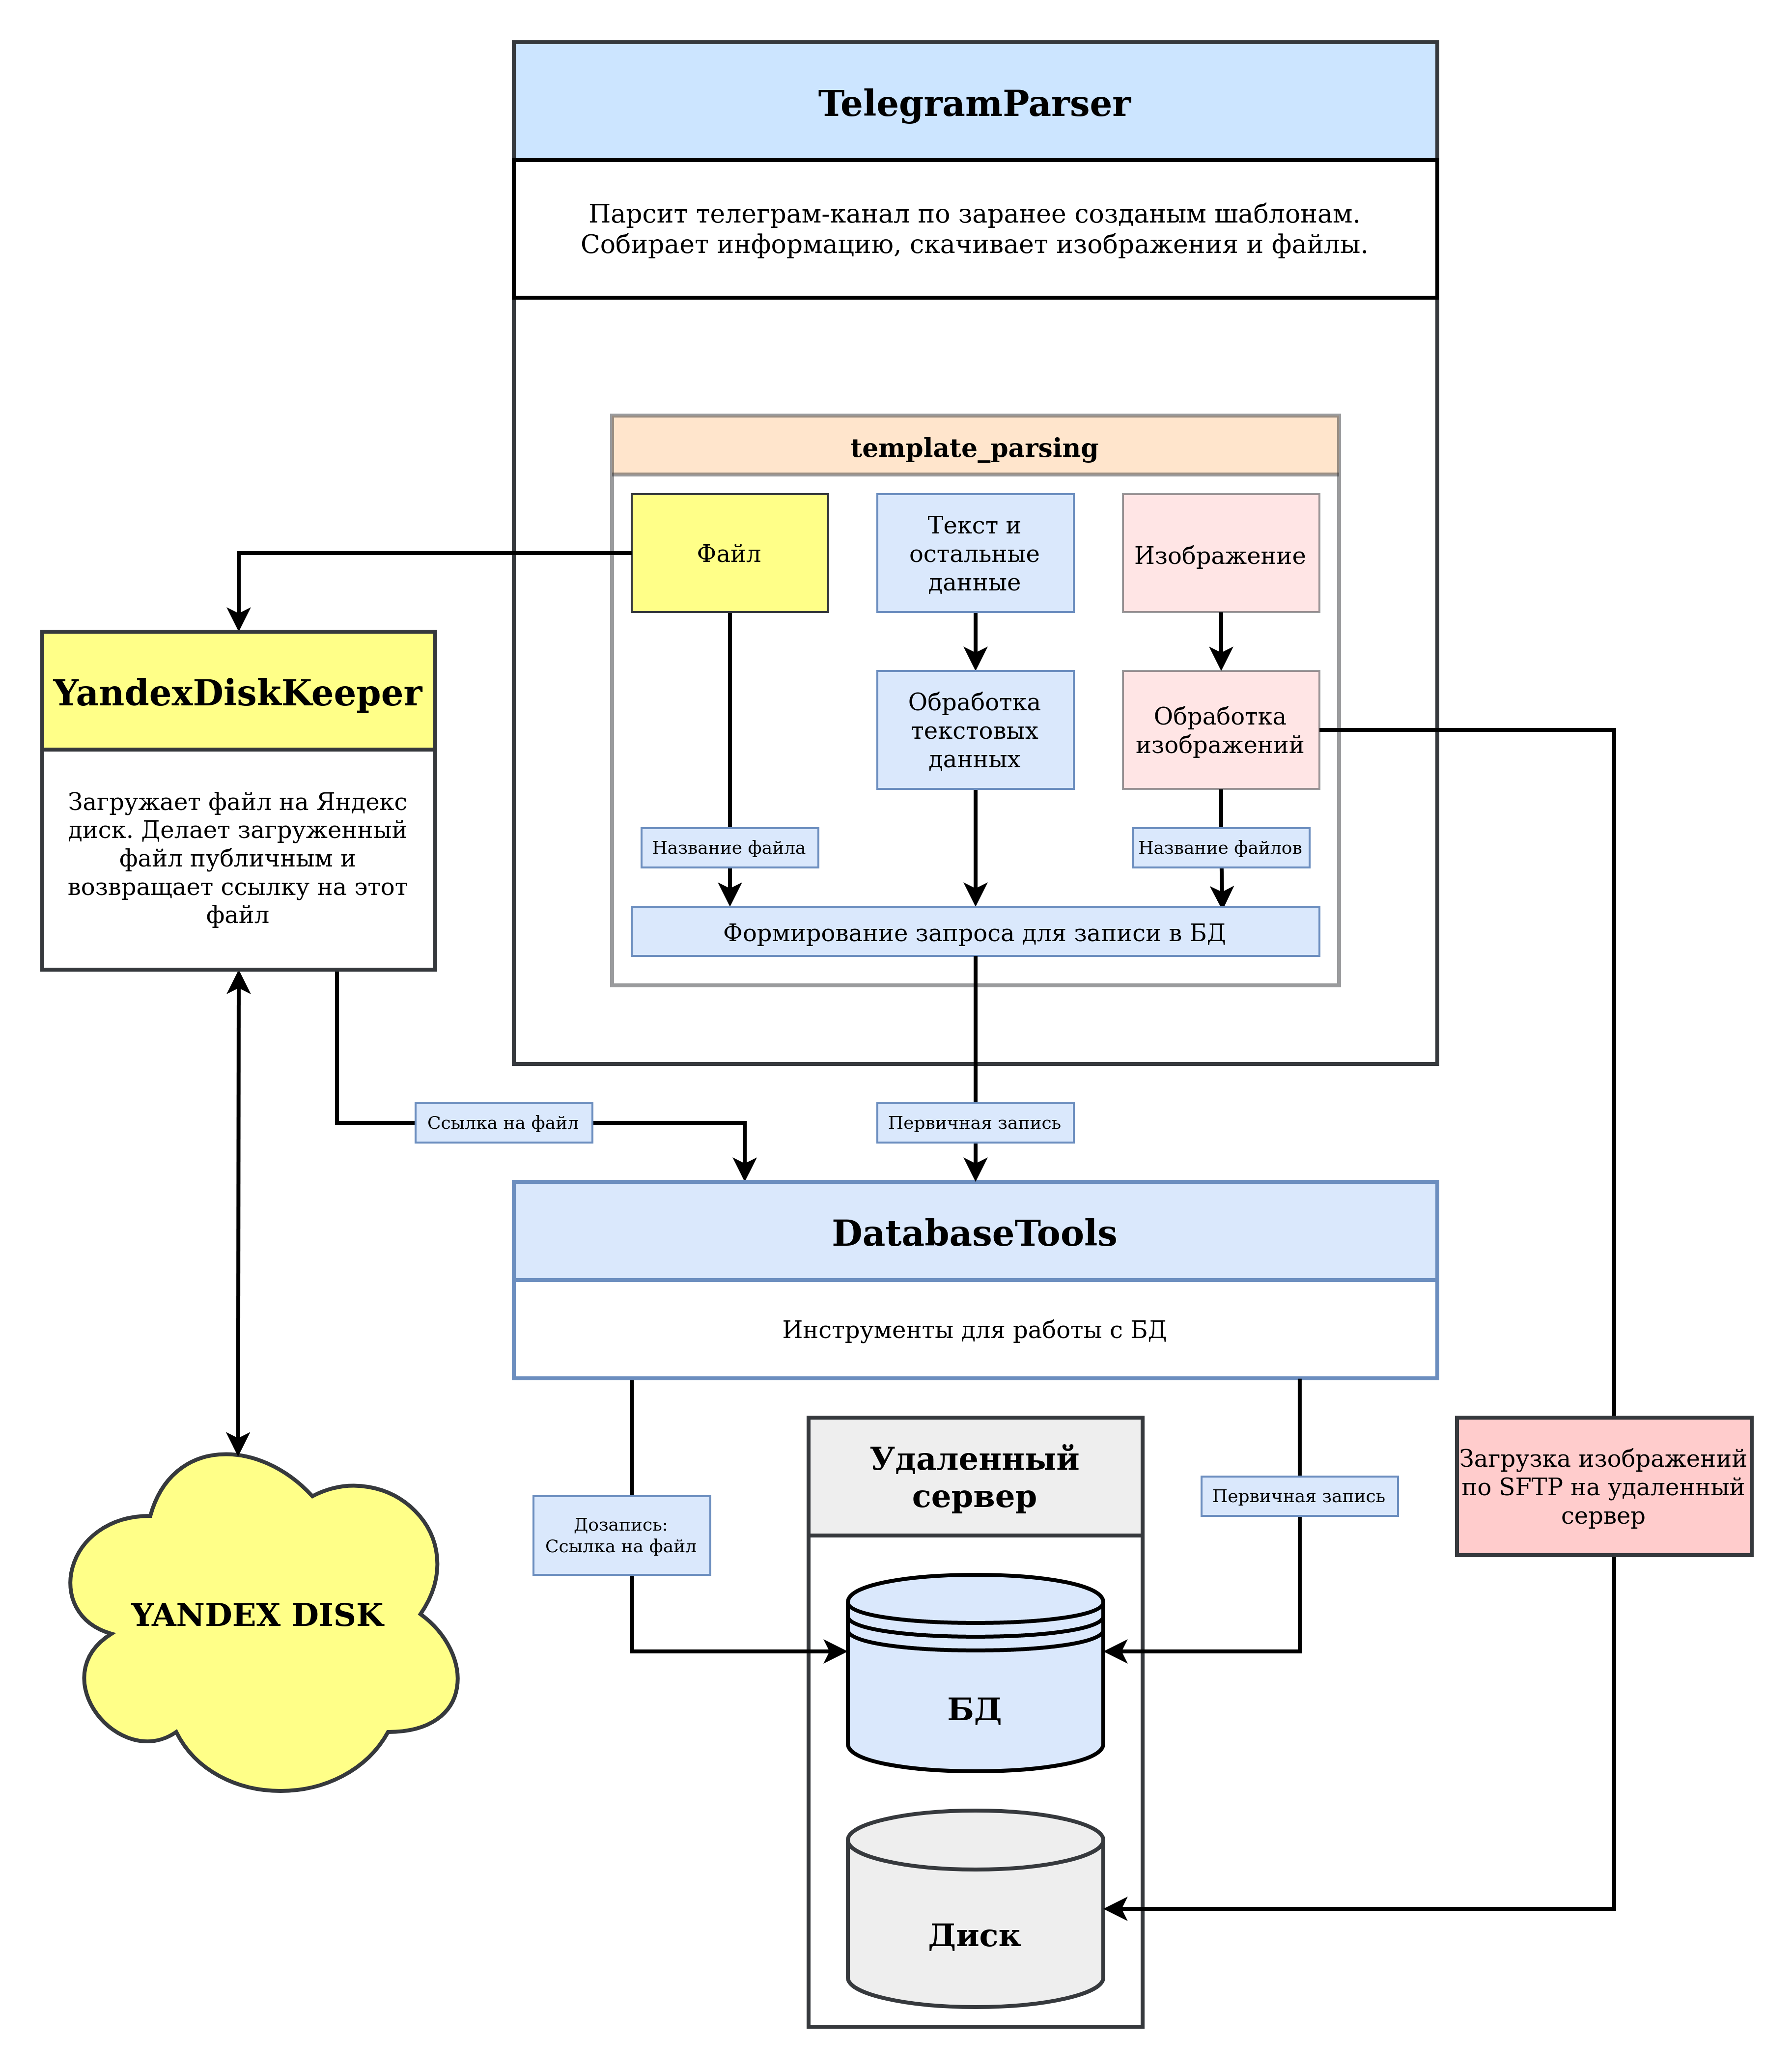 TelegramParser
Парсит телеграм-канал по заранее созданым шаблонам.
Собирает информацию, скачивает изображения и файлы.
template_parsing
Файл
Текст и
остальные
данные
Изображение
YandexDiskKeeper
Загружает файл на Яндекс
диск. Делает загруженный
файл публичным и
возвращает ссылку на этот
файл
Обработка
текстовых
данных
Обработка
изображений
Название файла
Название файлов
Формирование запроса для записи в БД
Ссылка на файл
Первичная запись
DatabaseTools
Инструменты для работы с БД
Удаленный
сервер
Загрузка изображений
по SFTP на удаленный
сервер
Дозапись:
Ссылка на файл
Первичная запись
YANDEX DISK
БД
Диск